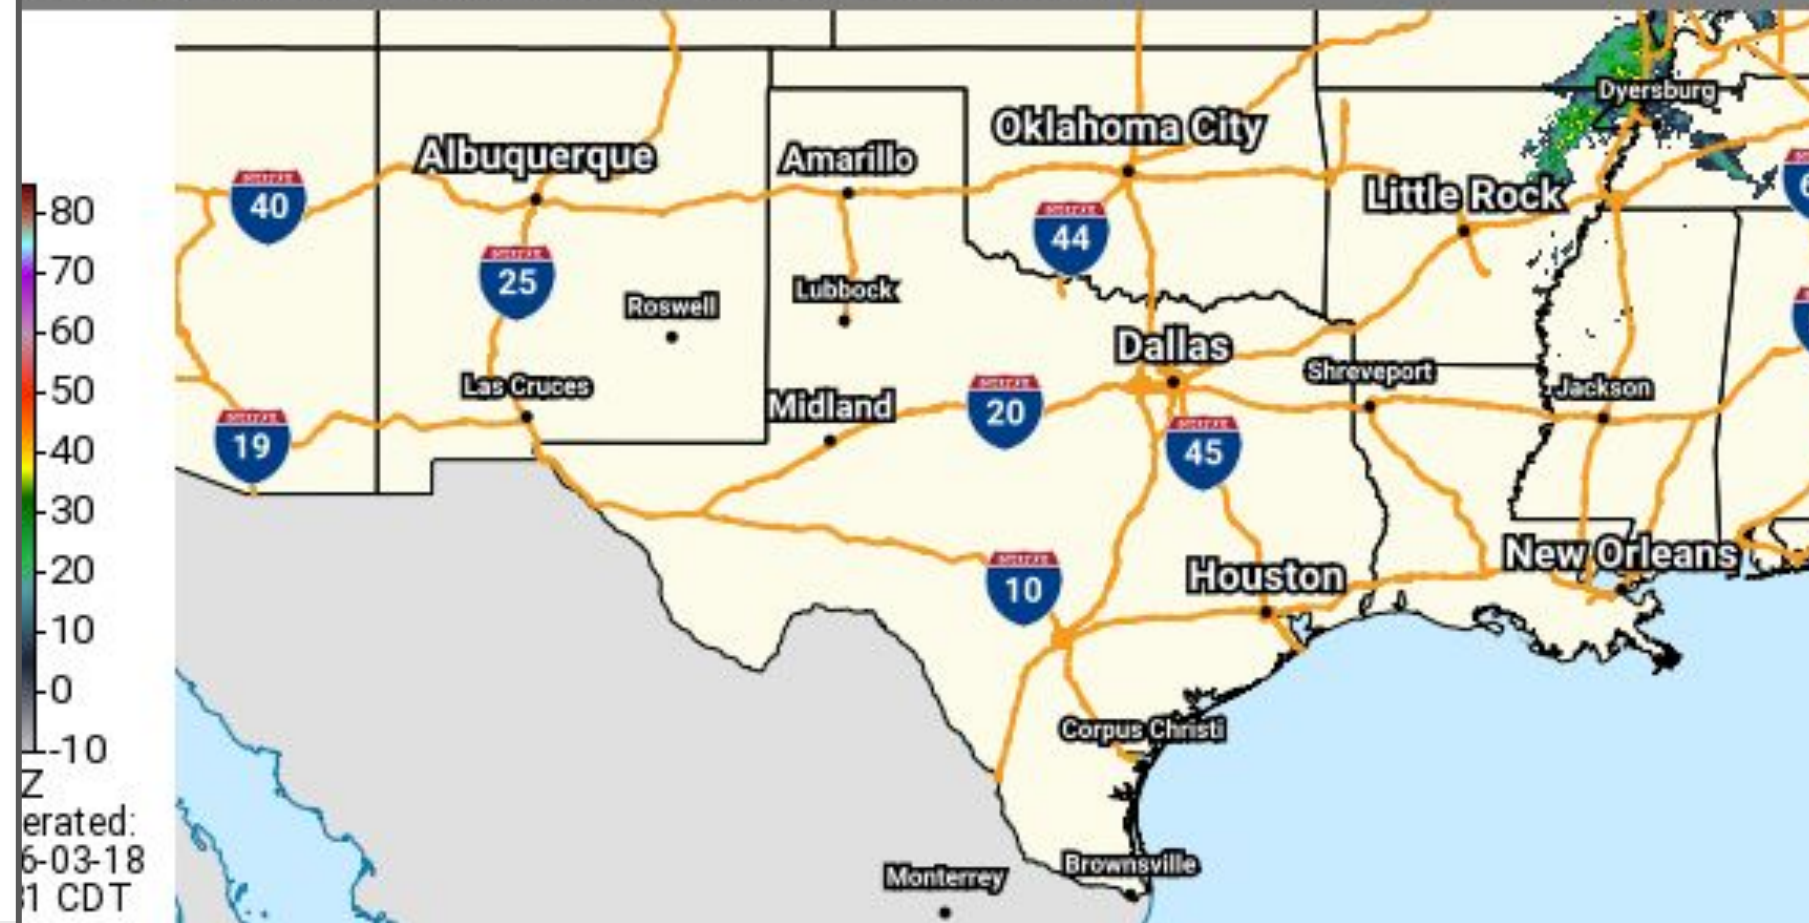 Dyersburg
Oklahoma City
Albuquerque
Amarillo
40
Little Rock
44
25
Lubbock
Roswell
Dallas
Shreveport
Las Cruces
Jackson
Midland
20
19
45
New Orleans
Houston
10
Corpus Christi
Brownsville
Monterrey
6
80
70
60
50
40
30
20
10
0
-10
Z
erated:
6-03-18
31 CDT